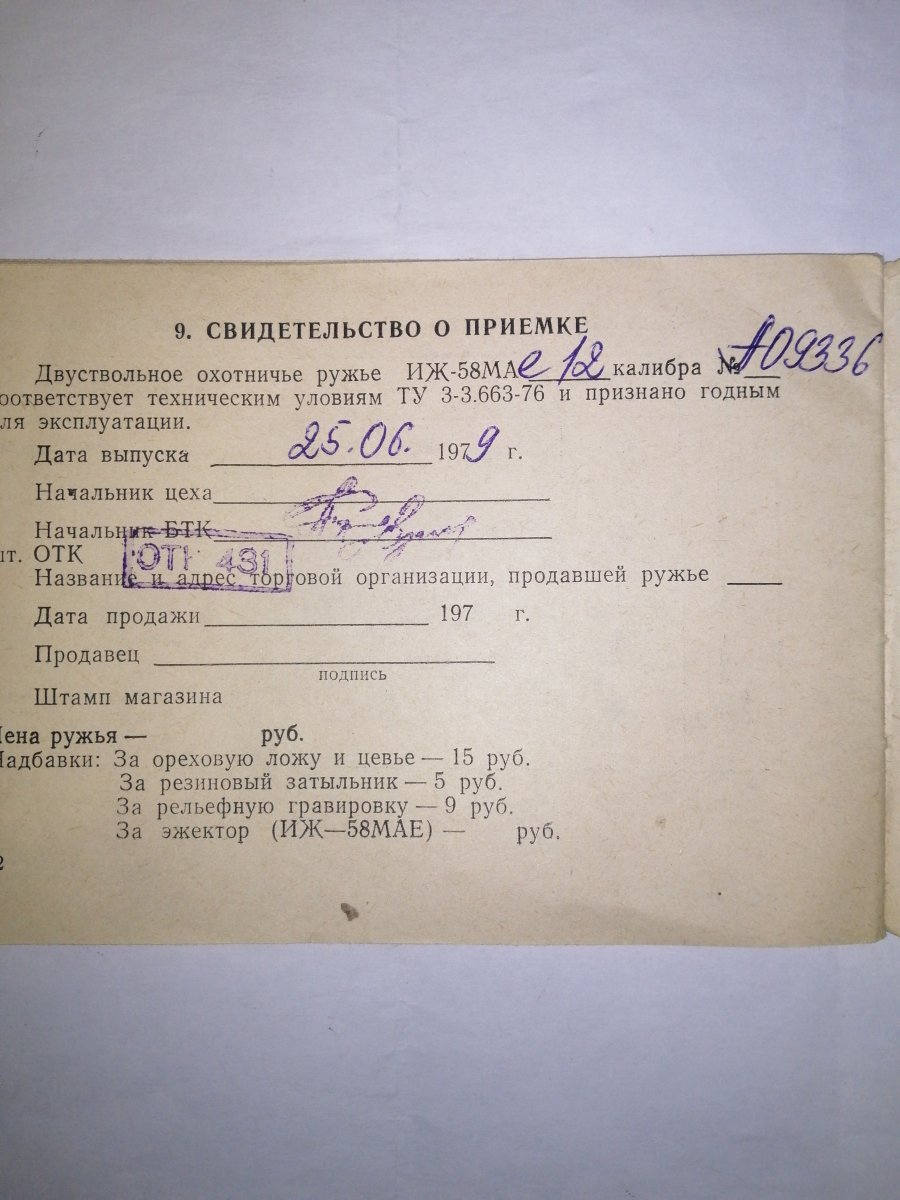 9. СВИДЕТЕЛЬСТВО О ПРИЕМКЕ
Двуствольное охотничье ружье ИЖ-58МАе 12 калибра № А09336
оответствует техническим уловиям ТУ 3-3.663-76 и признано годным
ля эксплуатации.
Дата выпуска 25.06. 1979 г.
Начальник цеха
Начальник БТК
шт. ОТК
ОТК 431
Название и адрес торговой организации, продавшей ружье
Дата продажи 197 г.
Продавец
подпись
Штамп магазина
Цена ружья — руб.
Надбавки: За ореховую ложу и цевье — 15 руб.
За резиновый затыльник — 5 руб.
За рельефную гравировку — 9 руб.
За эжектор (ИЖ—58МАЕ) — руб.
2